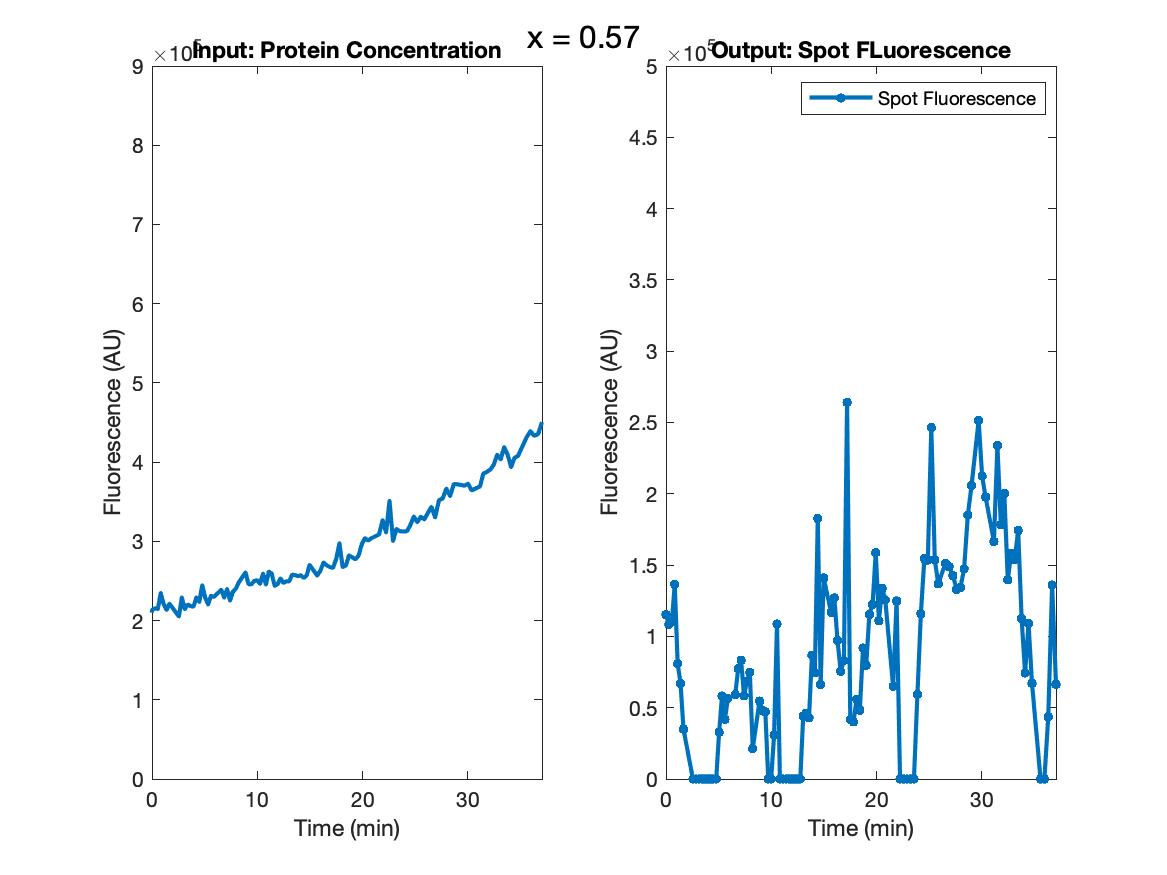 x = 0.57
×10⁵
Input: Protein Concentration
9
8
7
6
5
4
3
2
1
0
Fluorescence (AU)
0 10 20 30
Time (min)
×10⁵
Output: Spot FLuorescence
Spot Fluorescence
5
4.5
4
3.5
3
2.5
2
1.5
1
0.5
0
Fluorescence (AU)
0 10 20 30
Time (min)